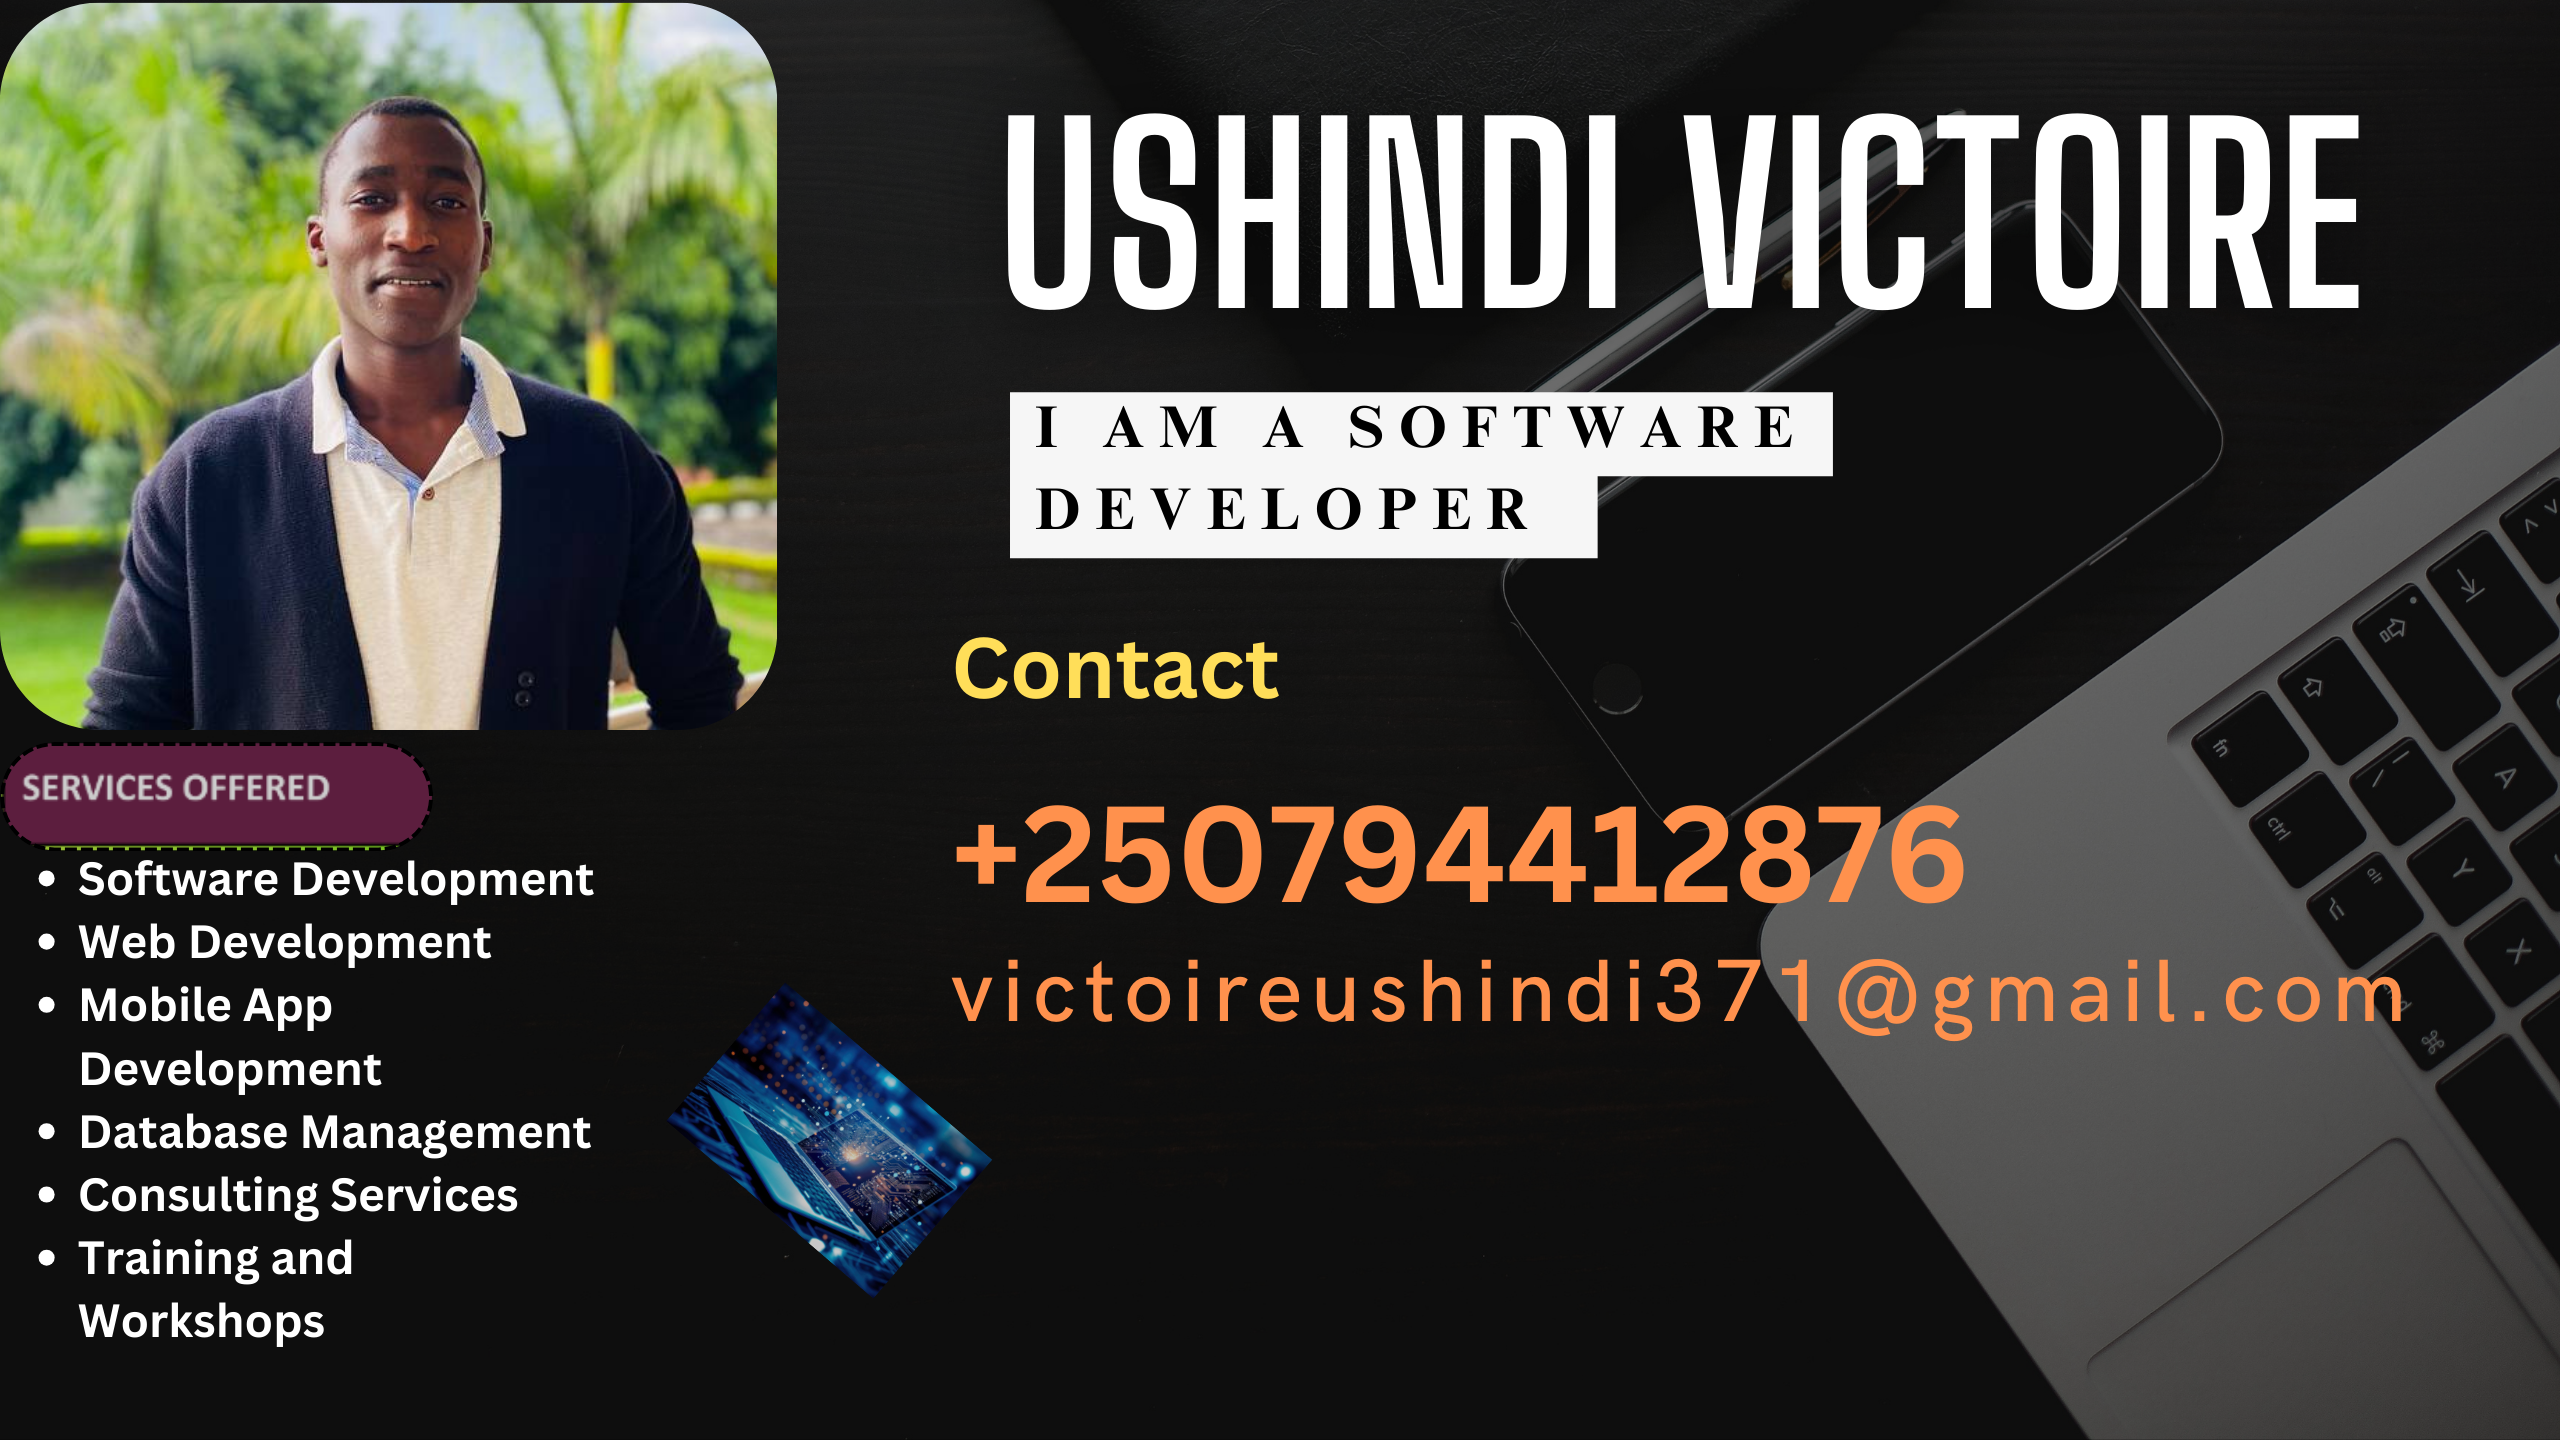 USHINDI VICTOIRE
I AM A SOFTWARE
DEVELOPER
Contact
+250794412876
victoireushindi371@gmail.com
SERVICES OFFERED
• Software Development
• Web Development
• Mobile App
Development
• Database Management
• Consulting Services
• Training and
Workshops